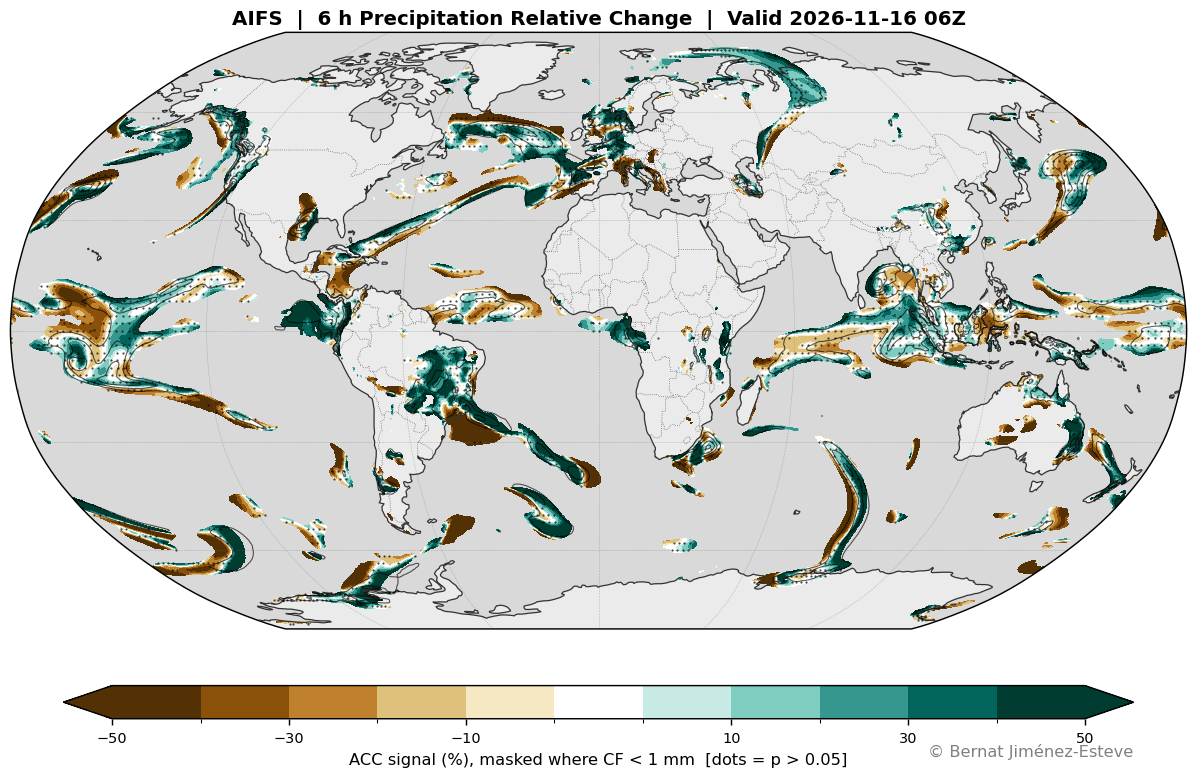 AIFS | 6 h Precipitation Relative Change | Valid 2026-11-16 06Z
−50 −30 −10 10 30 50
© Bernat Jiménez-Esteve
ACC signal (%), masked where CF < 1 mm [dots = p > 0.05]